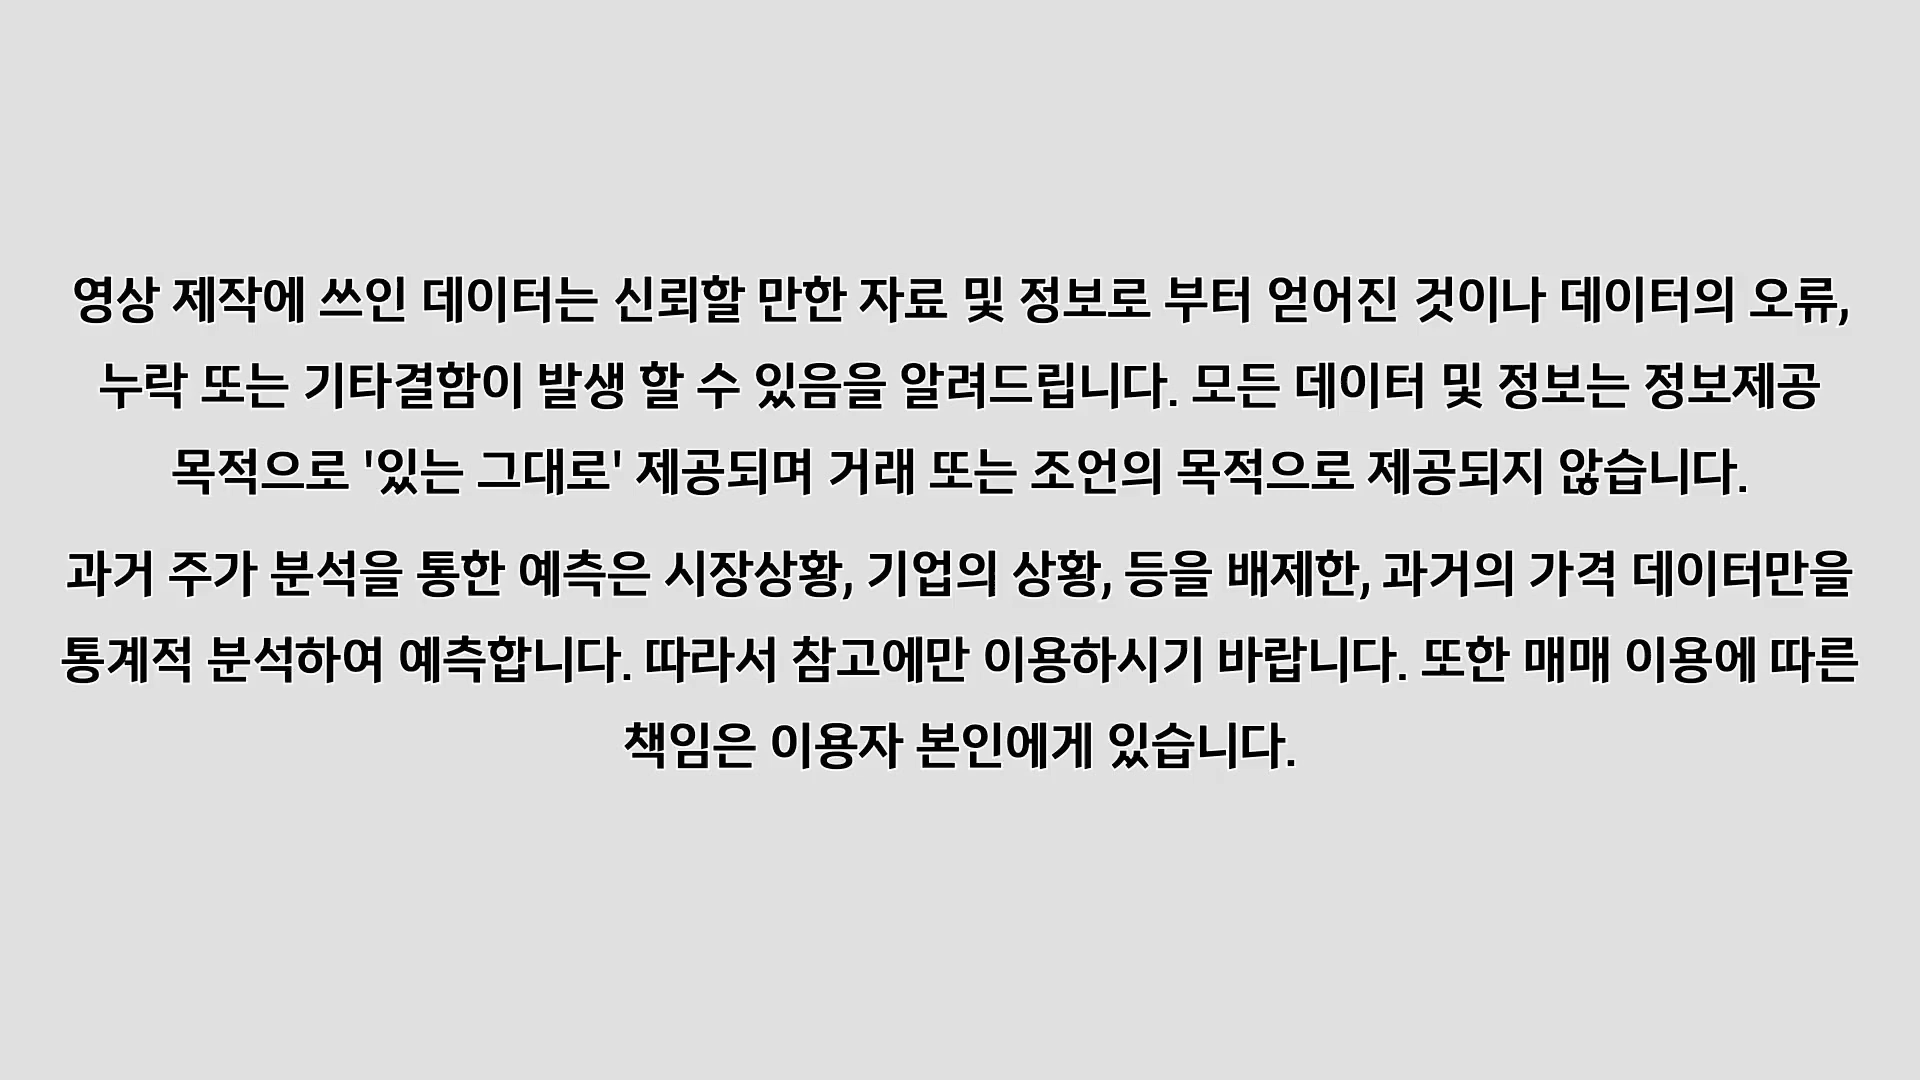 영상 제작에 쓰인 데이터는 신뢰할 만한 자료 및 정보로 부터 얻어진 것이나 데이터의 오류,
누락 또는 기타결함이 발생 할 수 있음을 알려드립니다. 모든 데이터 및 정보는 정보제공
목적으로 '있는 그대로' 제공되며 거래 또는 조언의 목적으로 제공되지 않습니다.
과거 주가 분석을 통한 예측은 시장상황, 기업의 상황, 등을 배제한, 과거의 가격 데이터만을
통계적 분석하여 예측합니다. 따라서 참고에만 이용하시기 바랍니다. 또한 매매 이용에 따른
책임은 이용자 본인에게 있습니다.